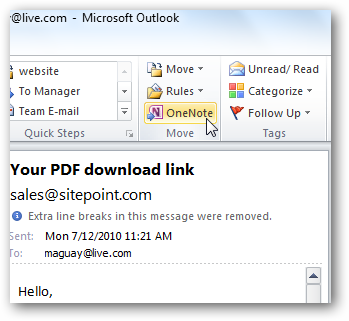 y@live.com - Microsoft Outlook
website
To Manager
Team E-mail
Quick Steps
Move
Rules
OneNote
Move
Unread/ Read
Categorize
Follow Up
Tags
Your PDF download link
sales@sitepoint.com
Extra line breaks in this message were removed.
Sent: Mon 7/12/2010 11:21 AM
To: maguay@live.com
Hello,